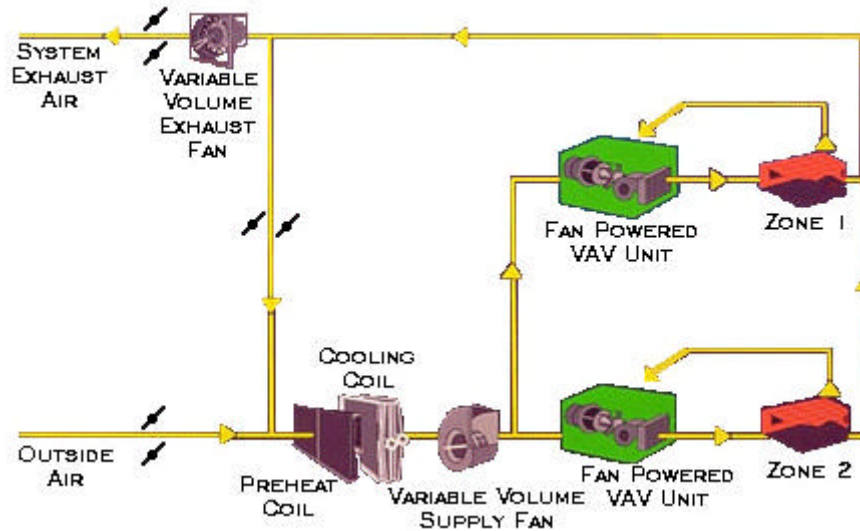 SYSTEM
EXHAUST
AIR
VARIABLE
VOLUME
EXHAUST
FAN
FAN POWERED
VAV UNIT
ZONE 1
COOLING
COIL
OUTSIDE
AIR
PREHEAT
COIL
VARIABLE VOLUME
SUPPLY FAN
FAN POWERED
VAV UNIT
ZONE 2